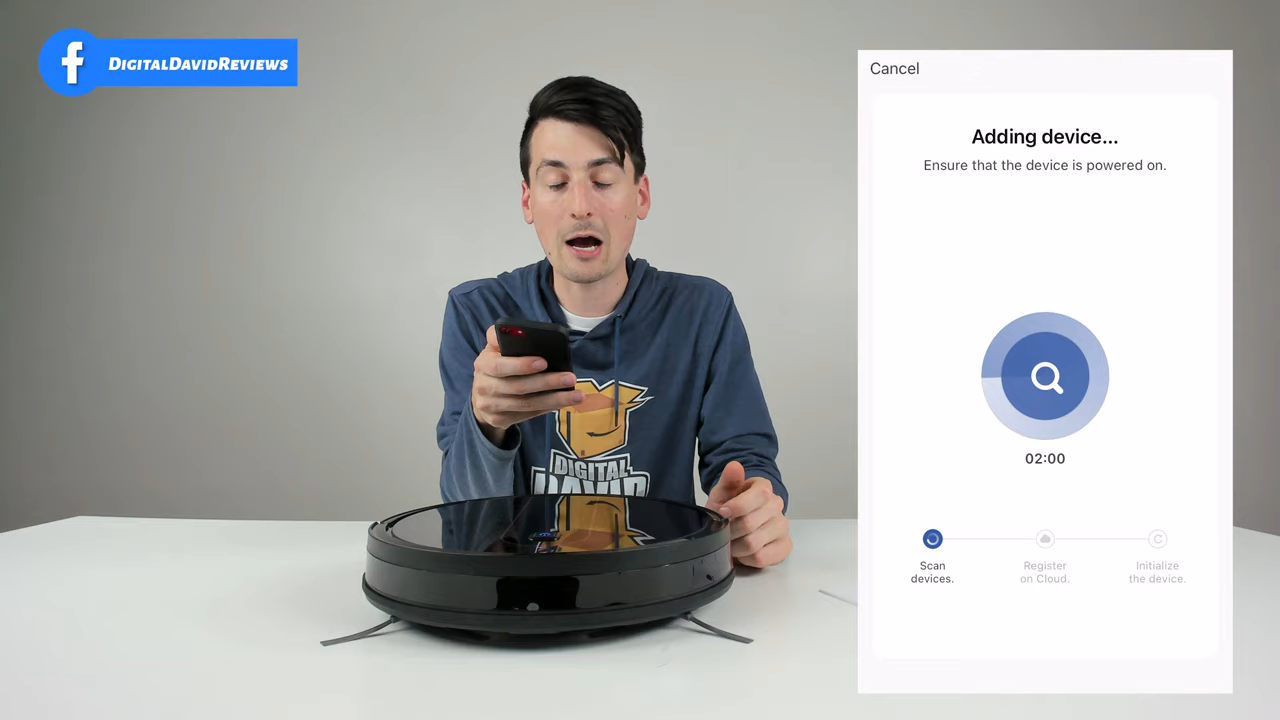 DigitalDavidReviews
Cancel
Adding device...
Ensure that the device is powered on.
02:00
Scan
devices.
Register
on Cloud.
Initialize
the device.
DIGITAL
DAVID